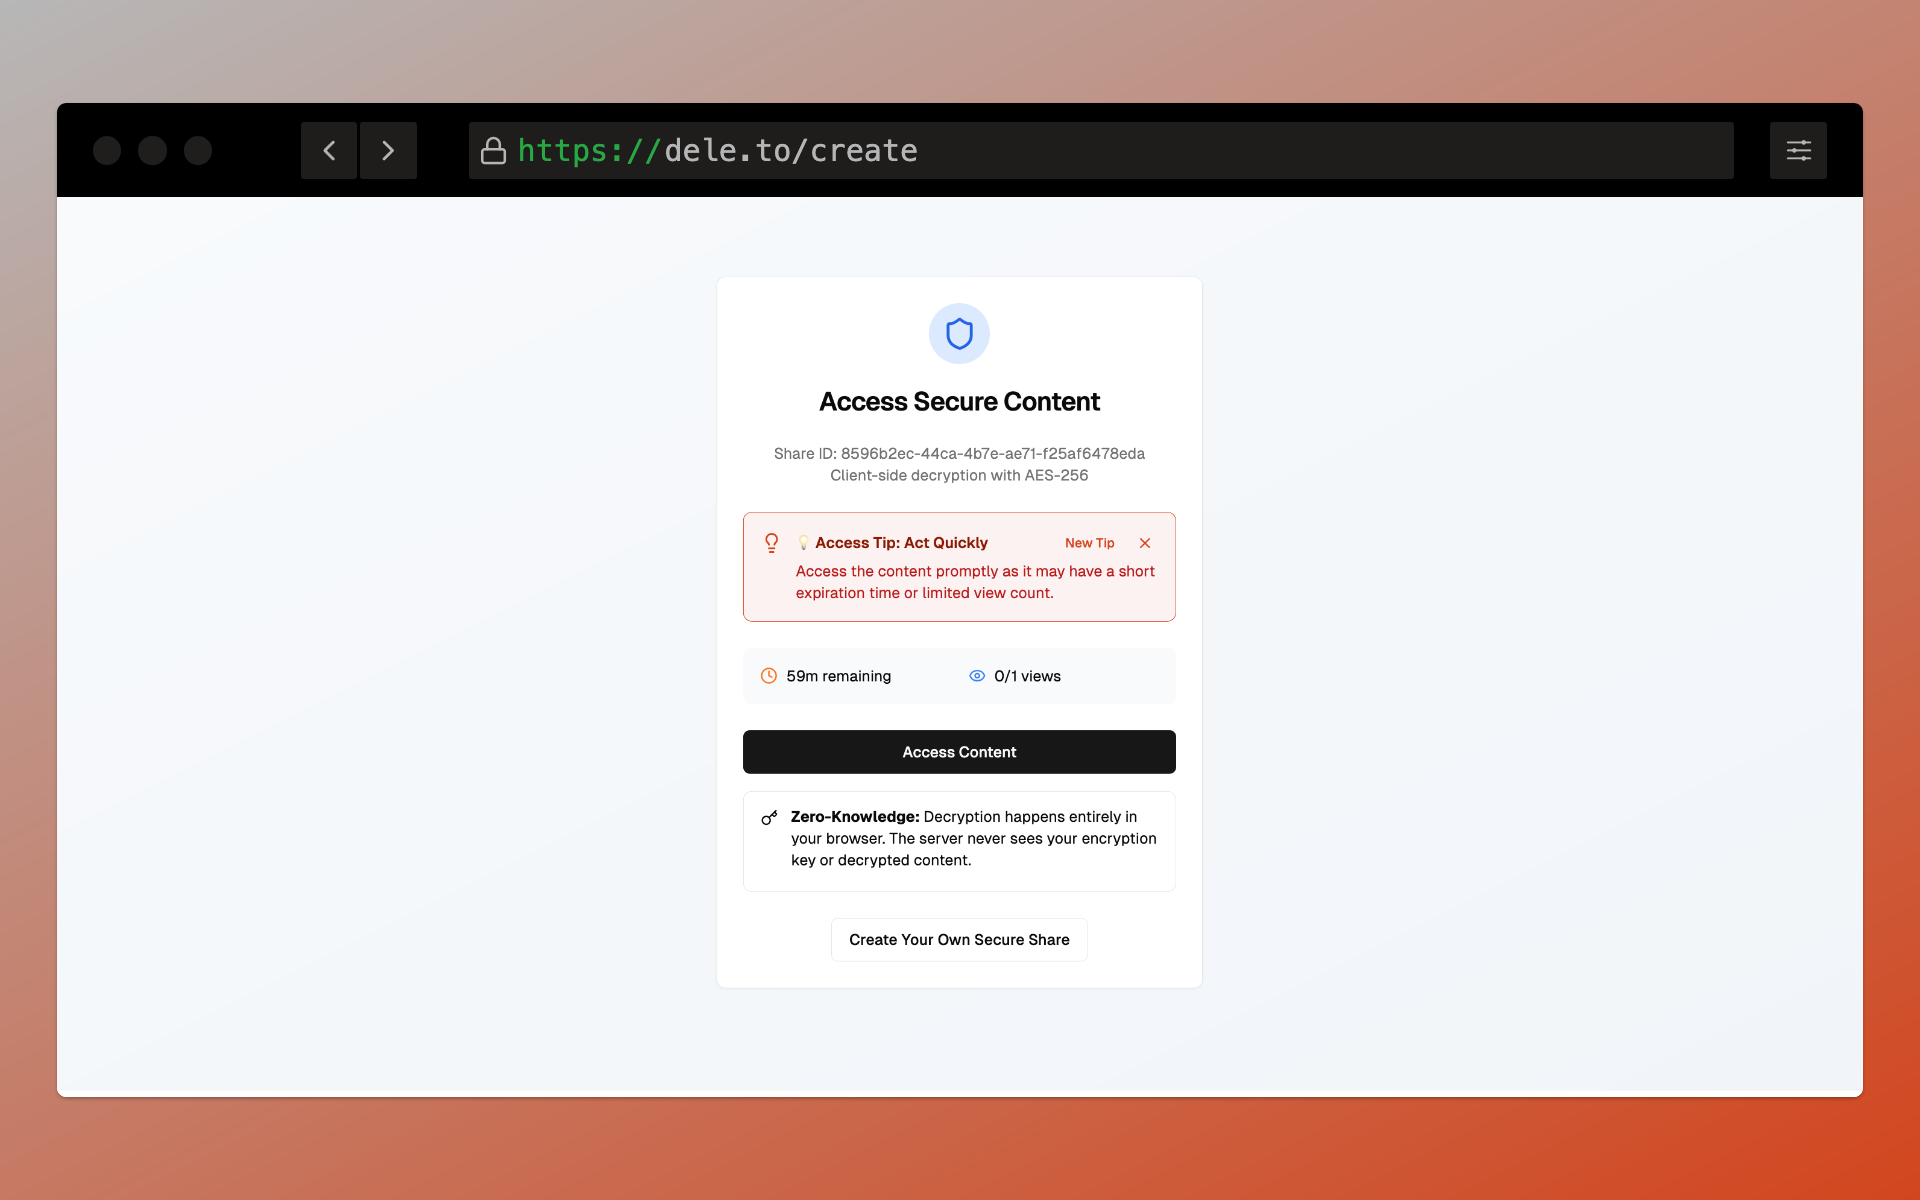 https://dele.to/create
Access Secure Content
Share ID: 8596b2ec-44ca-4b7e-ae71-f25af6478eda
Client-side decryption with AES-256
💡 Access Tip: Act Quickly
New Tip
Access the content promptly as it may have a short
expiration time or limited view count.
59m remaining
0/1 views
Access Content
Zero-Knowledge: Decryption happens entirely in
your browser. The server never sees your encryption
key or decrypted content.
Create Your Own Secure Share